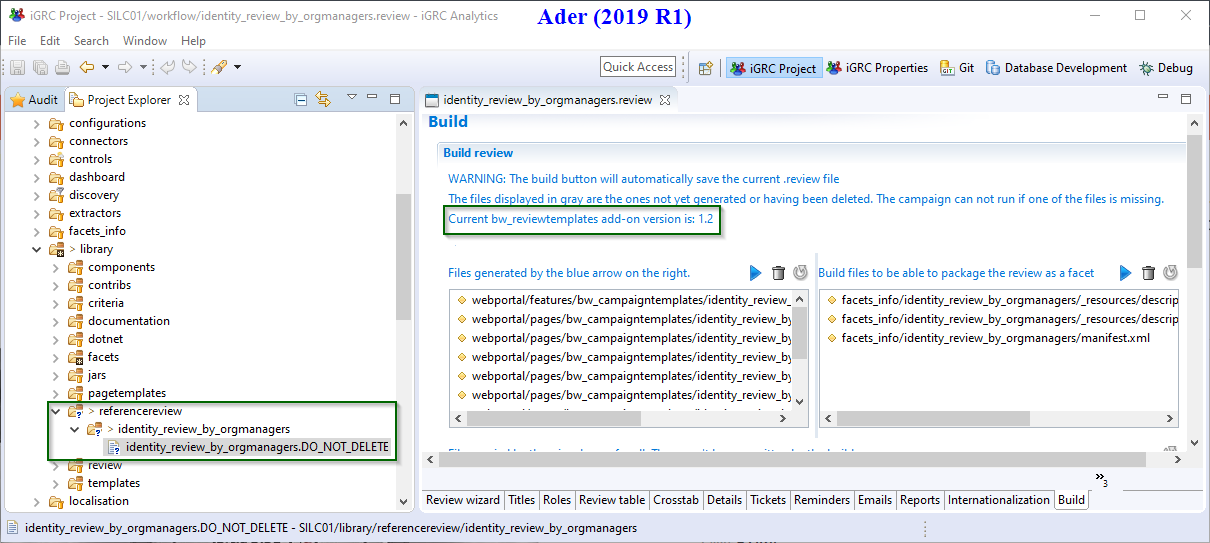 iGRC Project - SILC01/workflow/identity_review_by_orgmanagers.review - iGRC Analytics
Ader (2019 R1)
File Edit Search Window Help
Quick Access
iGRC Project
iGRC Properties
Git
Database Development
Debug
Audit
Project Explorer
configurations
connectors
controls
dashboard
discovery
extractors
facets_info
> library
components
contribs
criteria
documentation
dotnet
facets
jars
pagetemplates
> referencereview
> identity_review_by_orgmanagers
identity_review_by_orgmanagers.DO_NOT_DELETE
review
templates
localisation
identity_review_by_orgmanagers.review
Build
Build review
WARNING: The build button will automatically save the current .review file
The files displayed in gray are the ones not yet generated or having been deleted. The campaign can not run if one of the files is missing.
Current bw_reviewtemplates add-on version is: 1.2
Files generated by the blue arrow on the right.
webportal/features/bw_campaigntemplates/identity_review_
webportal/pages/bw_campaigntemplates/identity_review_by
webportal/pages/bw_campaigntemplates/identity_review_by
webportal/pages/bw_campaigntemplates/identity_review_by
webportal/pages/bw_campaigntemplates/identity_review_by
webportal/pages/bw_campaigntemplates/identity_review_by
Build files to be able to package the review as a facet
facets_info/identity_review_by_orgmanagers/_resources/descrip
facets_info/identity_review_by_orgmanagers/_resources/descrip
facets_info/identity_review_by_orgmanagers/manifest.xml
»3
Review wizard Titles Roles Review table Crosstab Details Tickets Reminders Emails Reports Internationalization Build
identity_review_by_orgmanagers.DO_NOT_DELETE - SILC01/library/referencereview/identity_review_by_orgmanagers